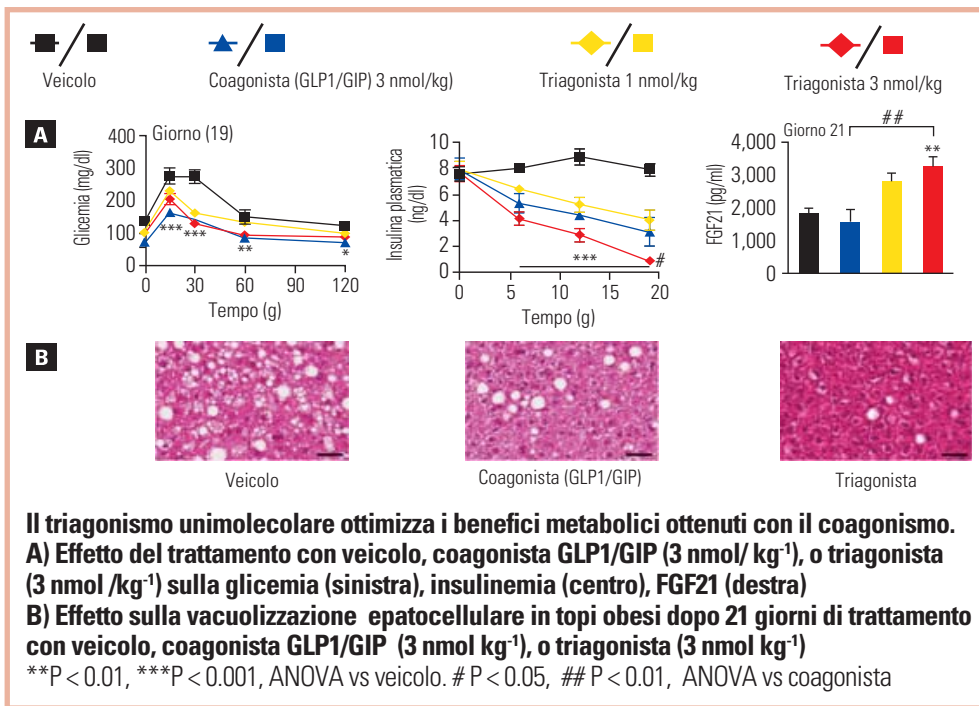 Veicolo
Coagonista (GLP1/GIP) 3 nmol/kg)
Triagonista 1 nmol/kg
Triagonista 3 nmol/kg
A
Giorno (19)
Glicemia (mg/dl)
400
300
200
100
0
***
***
**
*
0 30 60 90 120
Tempo (g)
Insulina plasmatica
(ng/dl)
10
8
6
4
2
0
***
#
0 5 10 15 20
Tempo (g)
Giorno 21
##
**
FGF21 (pg/ml)
4,000
3,000
2,000
1,000
0
B
Veicolo
Coagonista (GLP1/GIP)
Triagonista
Il triagonismo unimolecolare ottimizza i benefici metabolici ottenuti con il coagonismo.
A) Effetto del trattamento con veicolo, coagonista GLP1/GIP (3 nmol/ kg⁻¹), o triagonista
(3 nmol /kg⁻¹) sulla glicemia (sinistra), insulinemia (centro), FGF21 (destra)
B) Effetto sulla vacuolizzazione epatocellulare in topi obesi dopo 21 giorni di trattamento
con veicolo, coagonista GLP1/GIP (3 nmol kg⁻¹), o triagonista (3 nmol kg⁻¹)
**P < 0.01, ***P < 0.001, ANOVA vs veicolo. # P < 0.05, ## P < 0.01, ANOVA vs coagonista